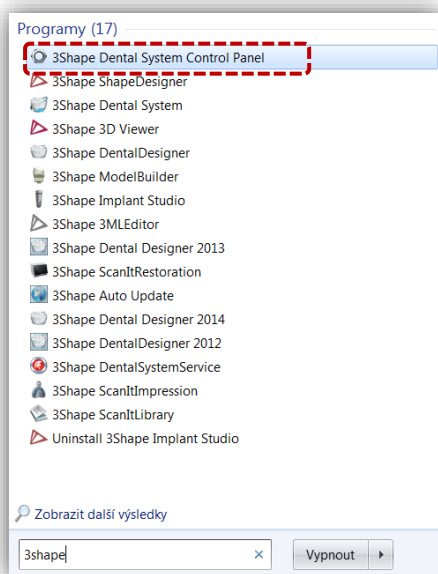 Programy (17)
3Shape Dental System Control Panel
3Shape ShapeDesigner
3Shape Dental System
3Shape 3D Viewer
3Shape DentalDesigner
3Shape ModelBuilder
3Shape Implant Studio
3Shape 3MLEditor
3Shape Dental Designer 2013
3Shape ScanItRestoration
3Shape Auto Update
3Shape Dental Designer 2014
3Shape DentalDesigner 2012
3Shape DentalSystemService
3Shape ScanItImpression
3Shape ScanItLibrary
Uninstall 3Shape Implant Studio
Zobrazit další výsledky
3shape
Vypnout